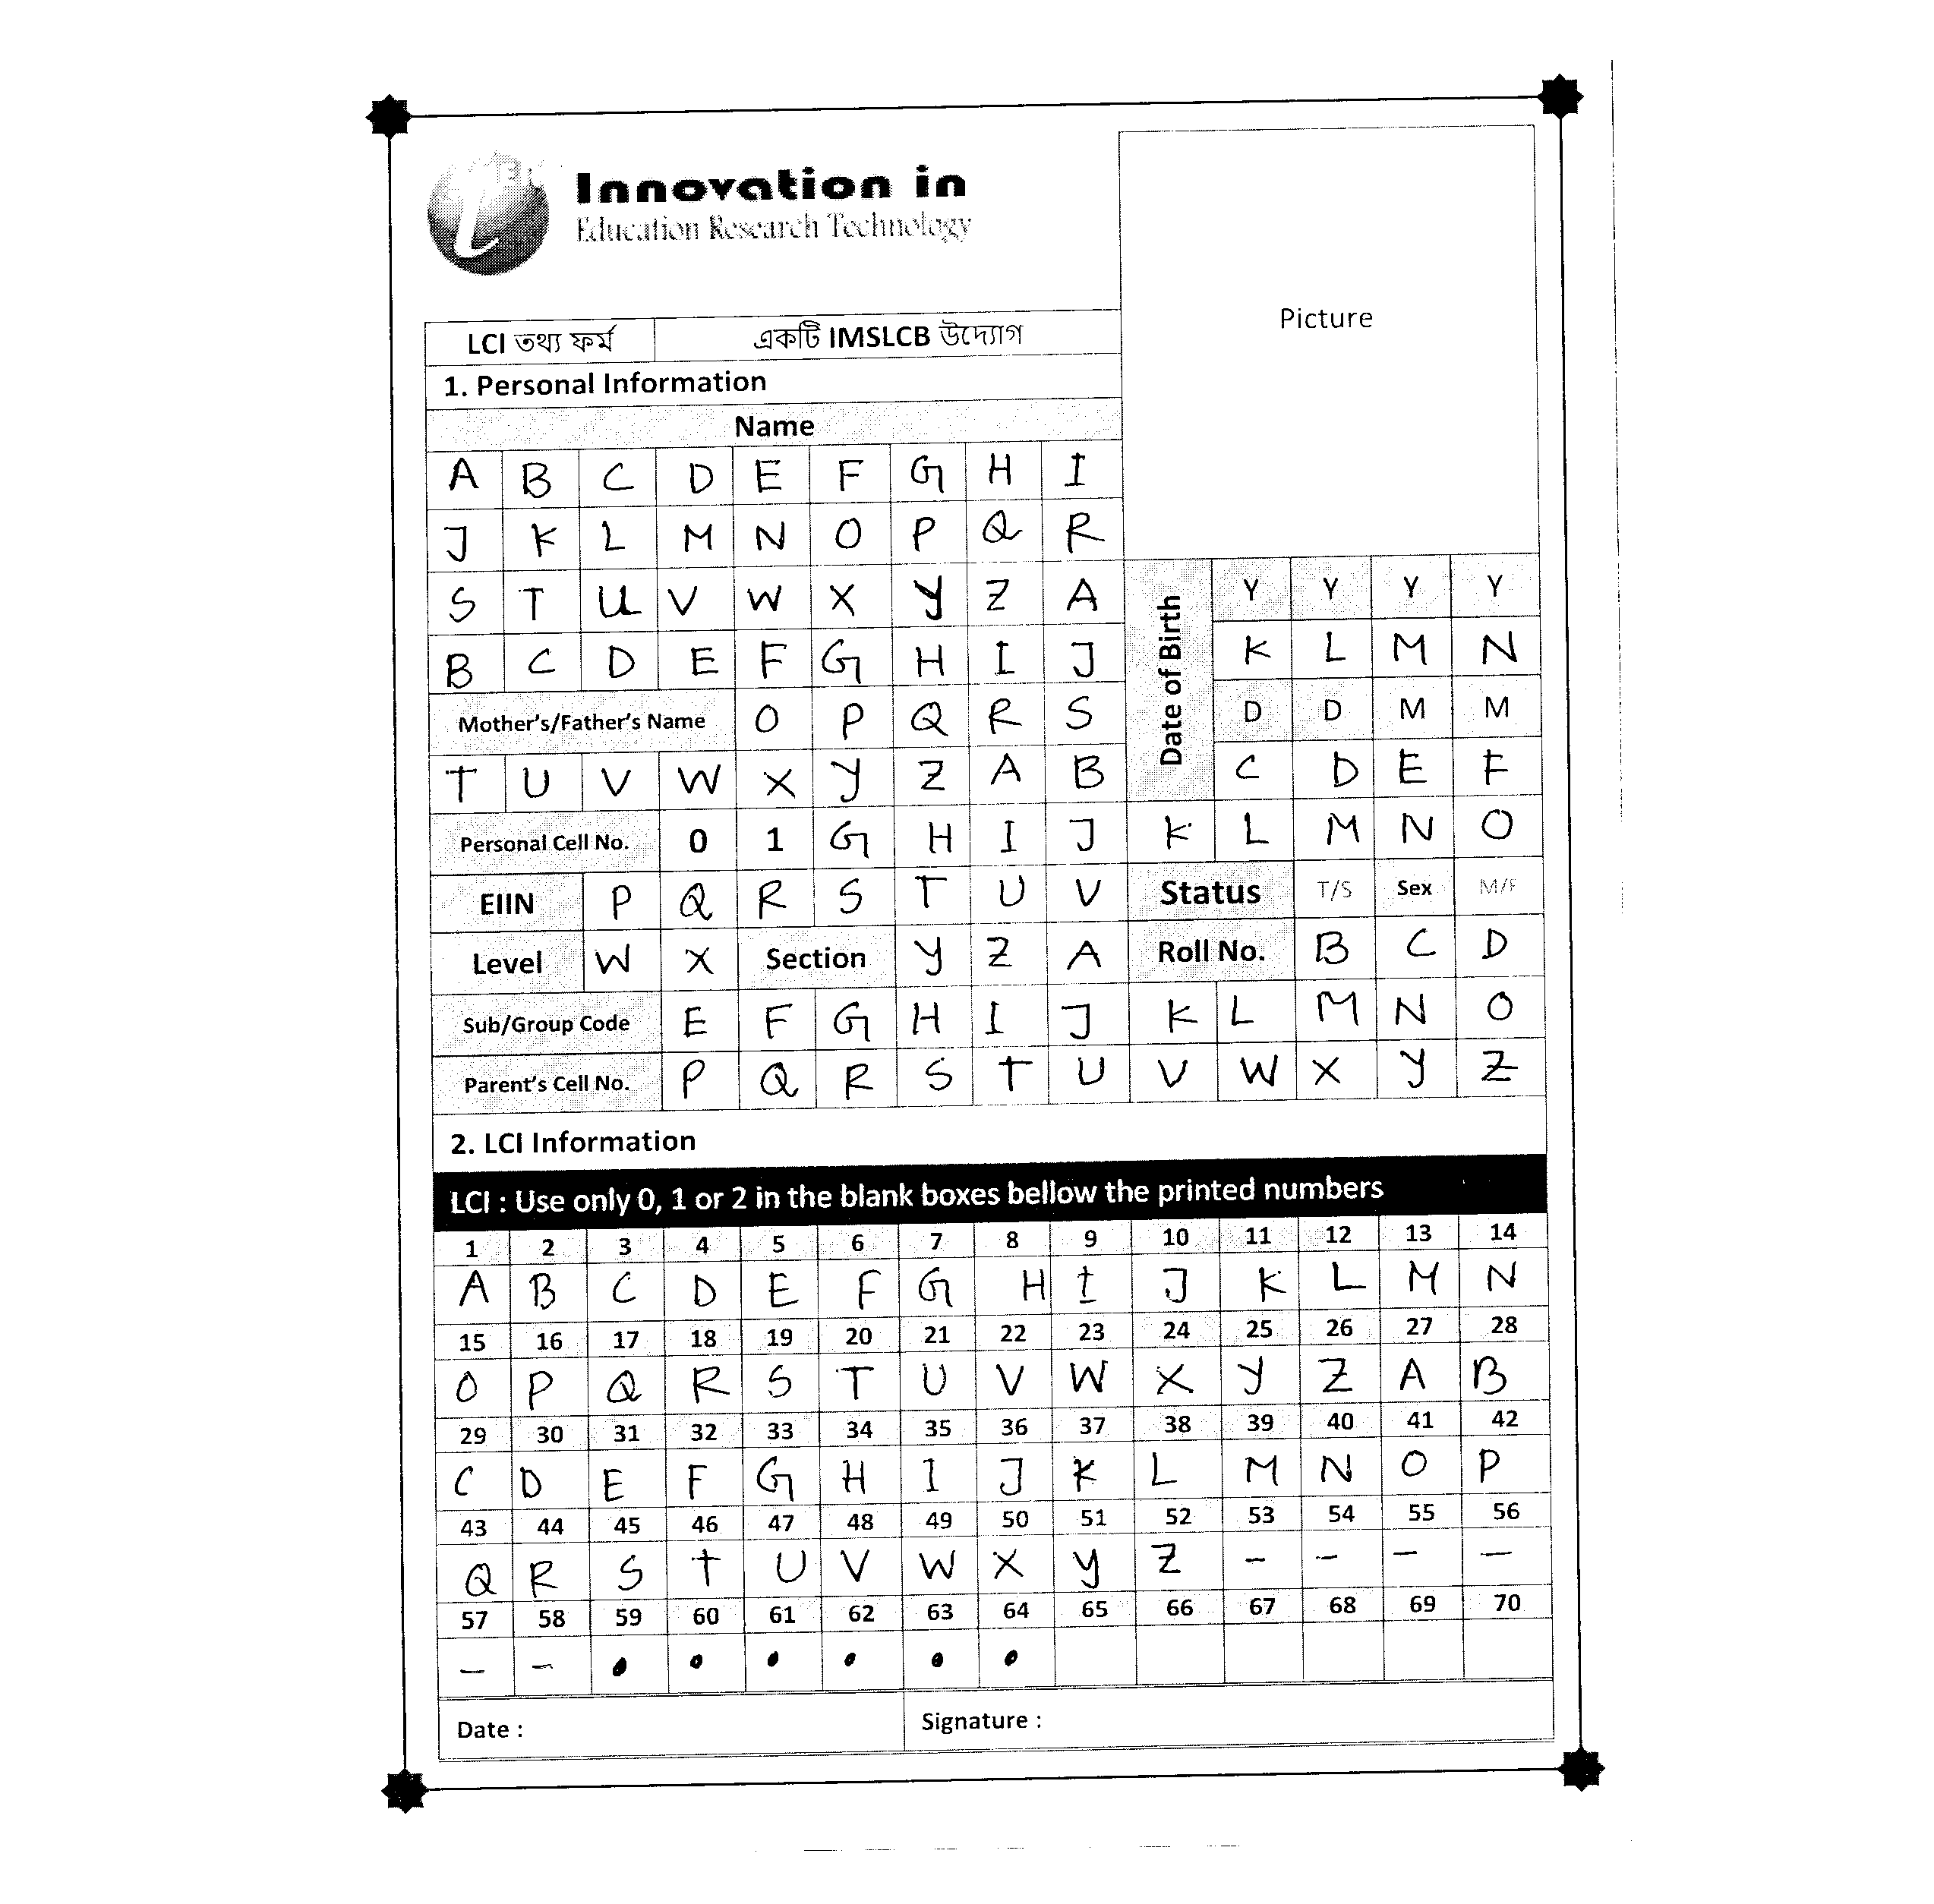 Innovation in
Education Research Technology
Picture
LCI তথ্য ফর্ম একটি IMSLCB উদ্যোগ
1. Personal Information
Name
A B C D E F G H I
J K L M N O P Q R
S T U V W X Y Z A
B C D E F G H I J
Date of Birth
Y Y Y Y
K L M N
D D M M
C D E F
Mother's/Father's Name O P Q R S
T U V W X Y Z A B
Personal Cell No. 0 1 G H I J K L M N O
EIIN P Q R S T U V Status T/S Sex M/F
Level W X Section Y Z A Roll No. B C D
Sub/Group Code E F G H I J K L M N O
Parent's Cell No. P Q R S T U V W X Y Z
2. LCI Information
LCI : Use only 0, 1 or 2 in the blank boxes bellow the printed numbers
1 2 3 4 5 6 7 8 9 10 11 12 13 14
A B C D E F G H I J K L M N
15 16 17 18 19 20 21 22 23 24 25 26 27 28
O P Q R S T U V W X Y Z A B
29 30 31 32 33 34 35 36 37 38 39 40 41 42
C D E F G H I J K L M N O P
43 44 45 46 47 48 49 50 51 52 53 54 55 56
Q R S T U V W X Y Z - - - -
57 58 59 60 61 62 63 64 65 66 67 68 69 70
- - • • • • • •
Date : Signature :